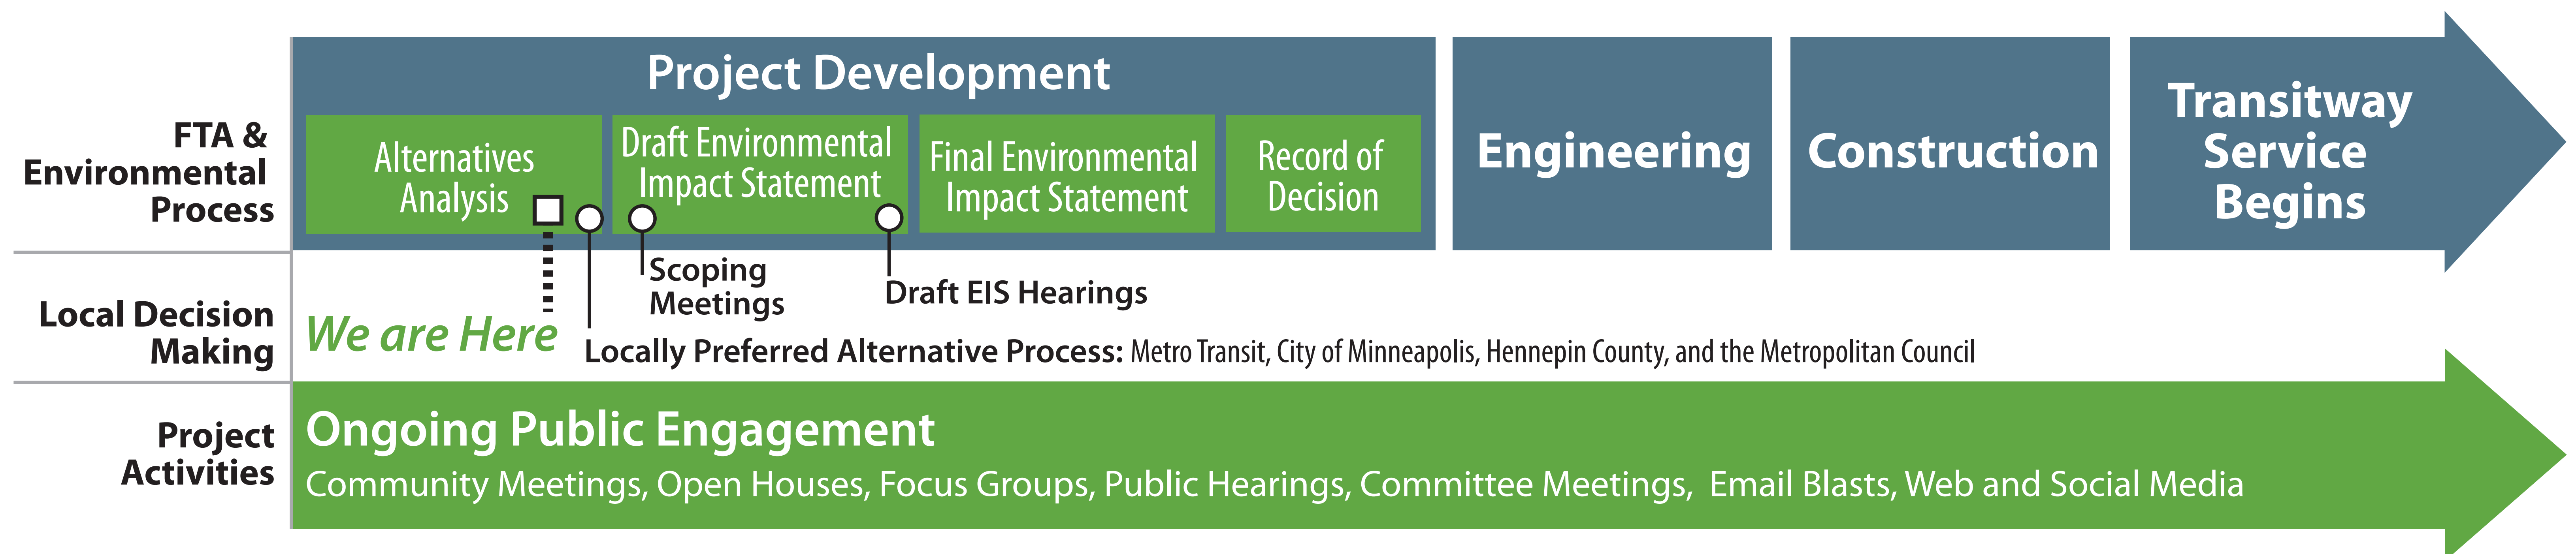 FTA &
Environmental
Process
Project Development
Alternatives
Analysis
Draft Environmental
Impact Statement
Final Environmental
Impact Statement
Record of
Decision
Engineering
Construction
Transitway
Service
Begins
Local Decision
Making
We are Here
Scoping
Meetings
Draft EIS Hearings
Locally Preferred Alternative Process: Metro Transit, City of Minneapolis, Hennepin County, and the Metropolitan Council
Project
Activities
Ongoing Public Engagement
Community Meetings, Open Houses, Focus Groups, Public Hearings, Committee Meetings, Email Blasts, Web and Social Media